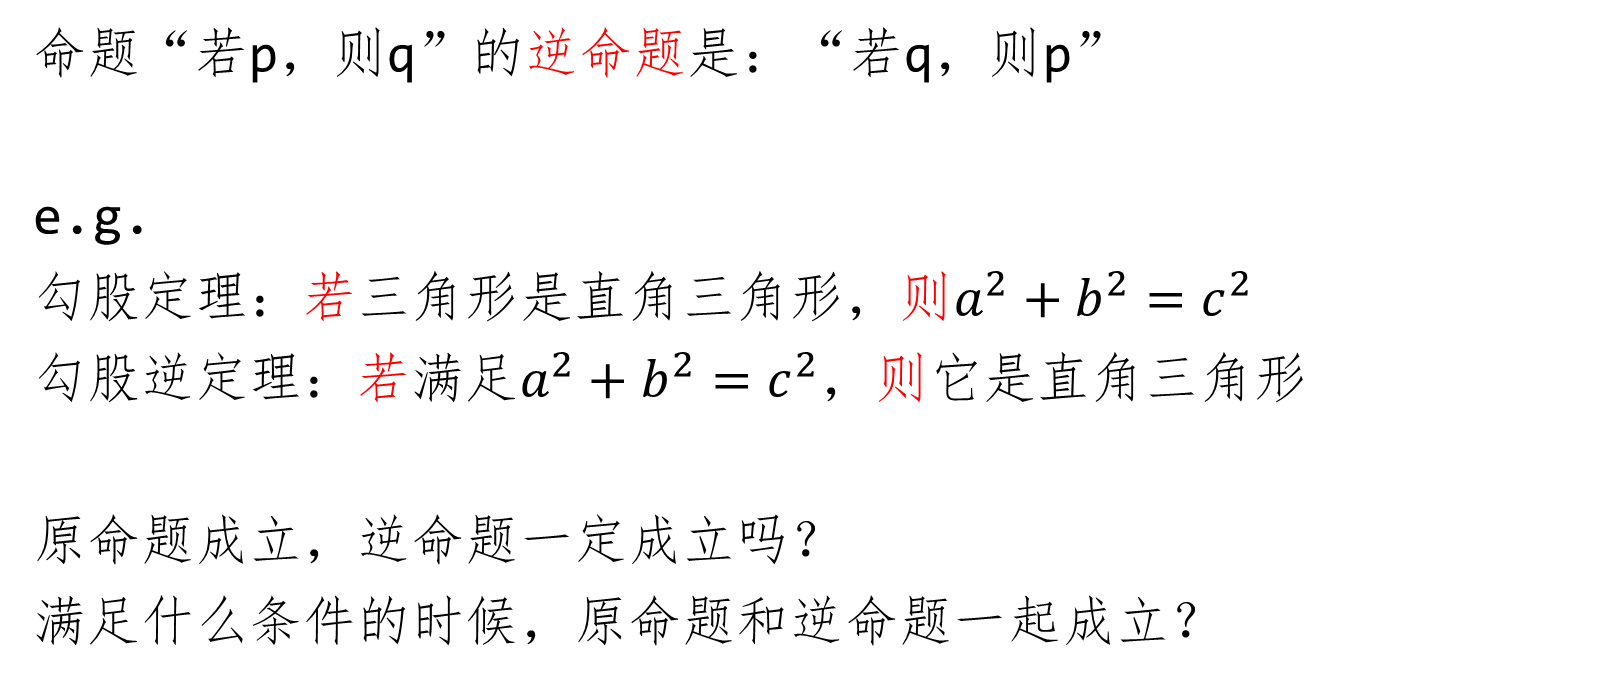 命题“若p，则q”的逆命题是：“若q，则p”
e.g.
勾股定理：若三角形是直角三角形，则a² + b² = c²
勾股逆定理：若满足a² + b² = c²，则它是直角三角形
原命题成立，逆命题一定成立吗？
满足什么条件的时候，原命题和逆命题一起成立？